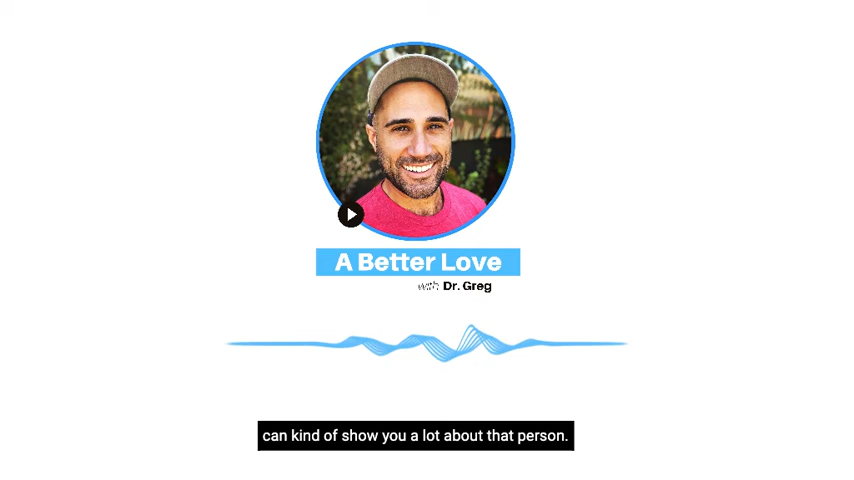 A Better Love
with Dr. Greg
can kind of show you a lot about that person.